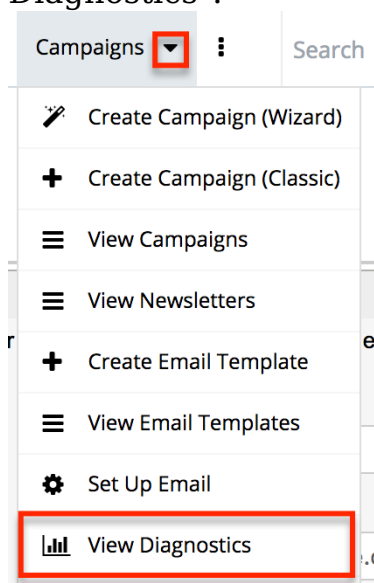 Diagnostics".
Campaigns Search
Create Campaign (Wizard)
Create Campaign (Classic)
View Campaigns
View Newsletters
r e
Create Email Template
View Email Templates
Set Up Email
View Diagnostics